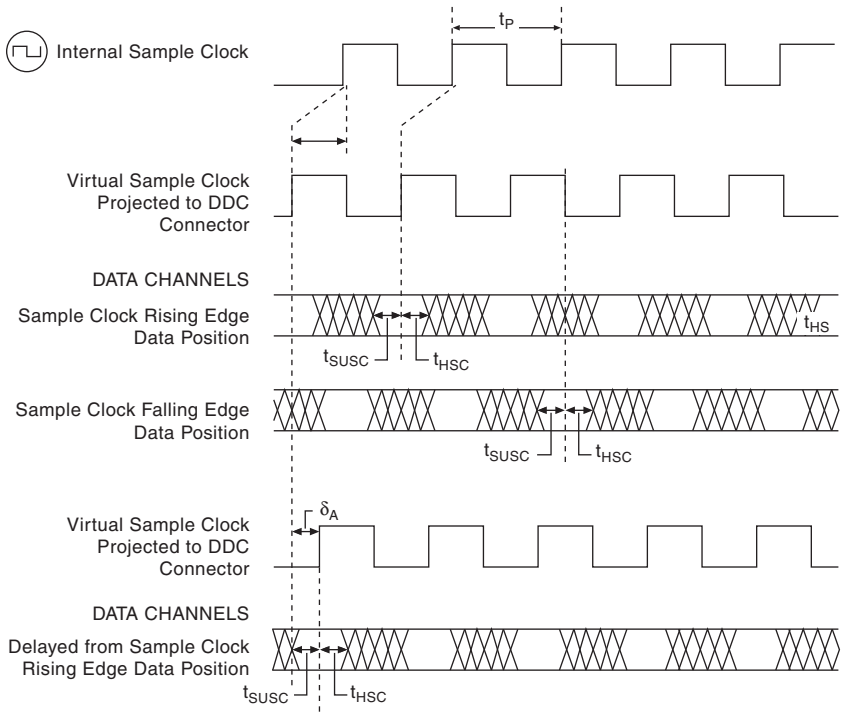 tP
Internal Sample Clock
Virtual Sample Clock
Projected to DDC
Connector
DATA CHANNELS
Sample Clock Rising Edge
Data Position
tHS
tSUSC
tHSC
Sample Clock Falling Edge
Data Position
tSUSC
tHSC
δA
Virtual Sample Clock
Projected to DDC
Connector
DATA CHANNELS
Delayed from Sample Clock
Rising Edge Data Position
tSUSC
tHSC